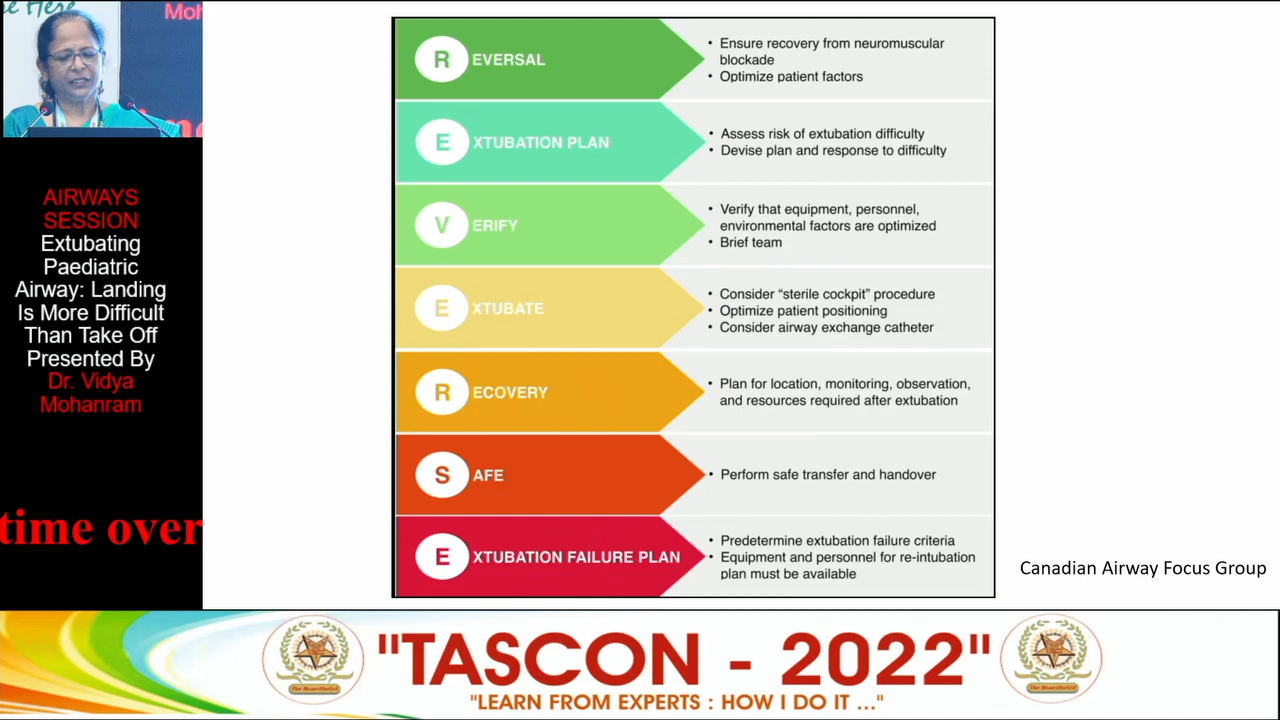 e Here
Moh
AIRWAYS
SESSION
Extubating
Paediatric
Airway: Landing
Is More Difficult
Than Take Off
Presented By
Dr. Vidya
Mohanram
time over
R EVERSAL
• Ensure recovery from neuromuscular
blockade
• Optimize patient factors
E XTUBATION PLAN
• Assess risk of extubation difficulty
• Devise plan and response to difficulty
V ERIFY
• Verify that equipment, personnel,
environmental factors are optimized
• Brief team
E XTUBATE
• Consider “sterile cockpit” procedure
• Optimize patient positioning
• Consider airway exchange catheter
R ECOVERY
• Plan for location, monitoring, observation,
and resources required after extubation
S AFE
• Perform safe transfer and handover
E XTUBATION FAILURE PLAN
• Predetermine extubation failure criteria
• Equipment and personnel for re-intubation
plan must be available
Canadian Airway Focus Group
"TASCON - 2022"
"LEARN FROM EXPERTS : HOW I DO IT ..."